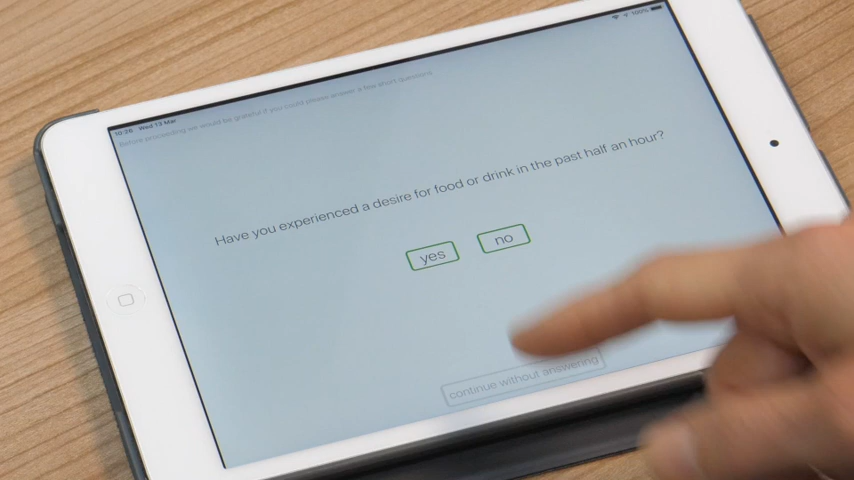 100%
10:26 Wed 13 Mar
Before proceeding we would be grateful if you could please answer a few short questions.
Have you experienced a desire for food or drink in the past half an hour?
yes no
continue without answering